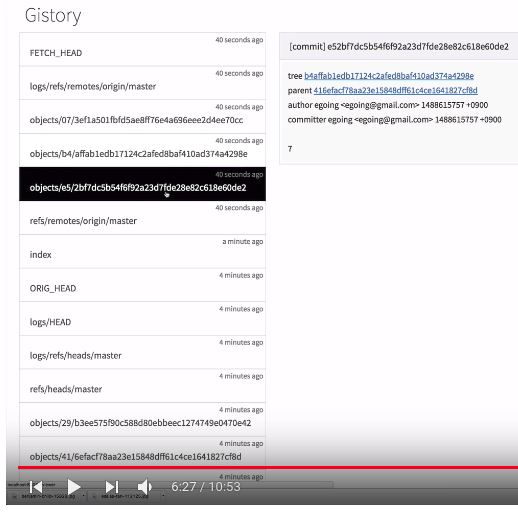 Gistory
40 seconds ago
FETCH_HEAD
40 seconds ago
logs/refs/remotes/origin/master
40 seconds ago
objects/07/3ef1a501fbfd5ae8ff76e4a696eee2d4ee70cc
40 seconds ago
objects/b4/affab1edb17124c2afed8baf410ad374a4298e
40 seconds ago
objects/e5/2bf7dc5b54f6f92a23d7fde28e82c618e60de2
40 seconds ago
refs/remotes/origin/master
a minute ago
index
4 minutes ago
ORIG_HEAD
4 minutes ago
logs/HEAD
4 minutes ago
logs/refs/heads/master
4 minutes ago
refs/heads/master
4 minutes ago
objects/29/b3ee575f90c588d80ebbeec1274749e0470e42
4 minutes ago
objects/41/6efacf78aa23e15848dff61c4ce1641827cf8d
4 minutes ago
[commit] e52bf7dc5b54f6f92a23d7fde28e82c618e60de2
tree b4affab1edb17124c2afed8baf410ad374a4298e
parent 416efacf78aa23e15848dff61c4ce1641827cf8d
author egoing <egoing@gmail.com> 1488615757 +0900
committer egoing <egoing@gmail.com> 1488615757 +0900
7
6:27 / 10:53